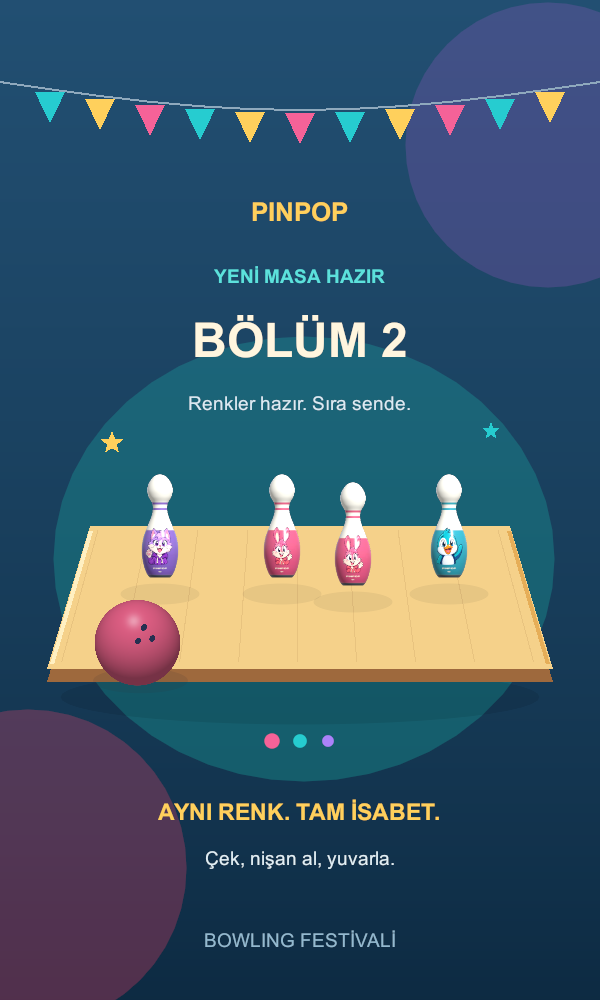 PINPOP
YENİ MASA HAZIR
BÖLÜM 2
Renkler hazır. Sıra sende.
AYNI RENK. TAM İSABET.
Çek, nişan al, yuvarla.
BOWLING FESTİVALİ